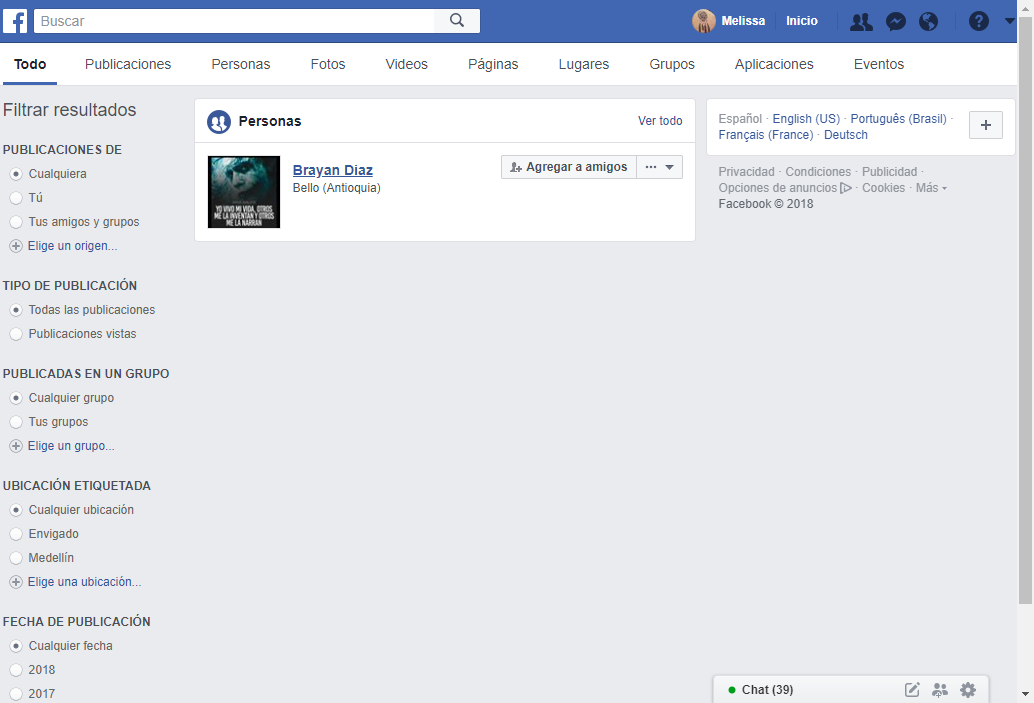 f
Buscar
Melissa
Inicio
?
Todo
Publicaciones
Personas
Fotos
Videos
Páginas
Lugares
Grupos
Aplicaciones
Eventos
Filtrar resultados
PUBLICACIONES DE
Cualquiera
Tú
Tus amigos y grupos
Elige un origen...
TIPO DE PUBLICACIÓN
Todas las publicaciones
Publicaciones vistas
PUBLICADAS EN UN GRUPO
Cualquier grupo
Tus grupos
Elige un grupo...
UBICACIÓN ETIQUETADA
Cualquier ubicación
Envigado
Medellín
Elige una ubicación...
FECHA DE PUBLICACIÓN
Cualquier fecha
2018
2017
Personas
Ver todo
YO VIVO MI VIDA, OTROS
ME LA INVENTAN Y OTROS
ME LA NARRAN
Brayan Diaz
Bello (Antioquia)
Agregar a amigos
Español · English (US) · Português (Brasil) ·
Français (France) · Deutsch
Privacidad · Condiciones · Publicidad ·
Opciones de anuncios · Cookies · Más
Facebook © 2018
Chat (39)